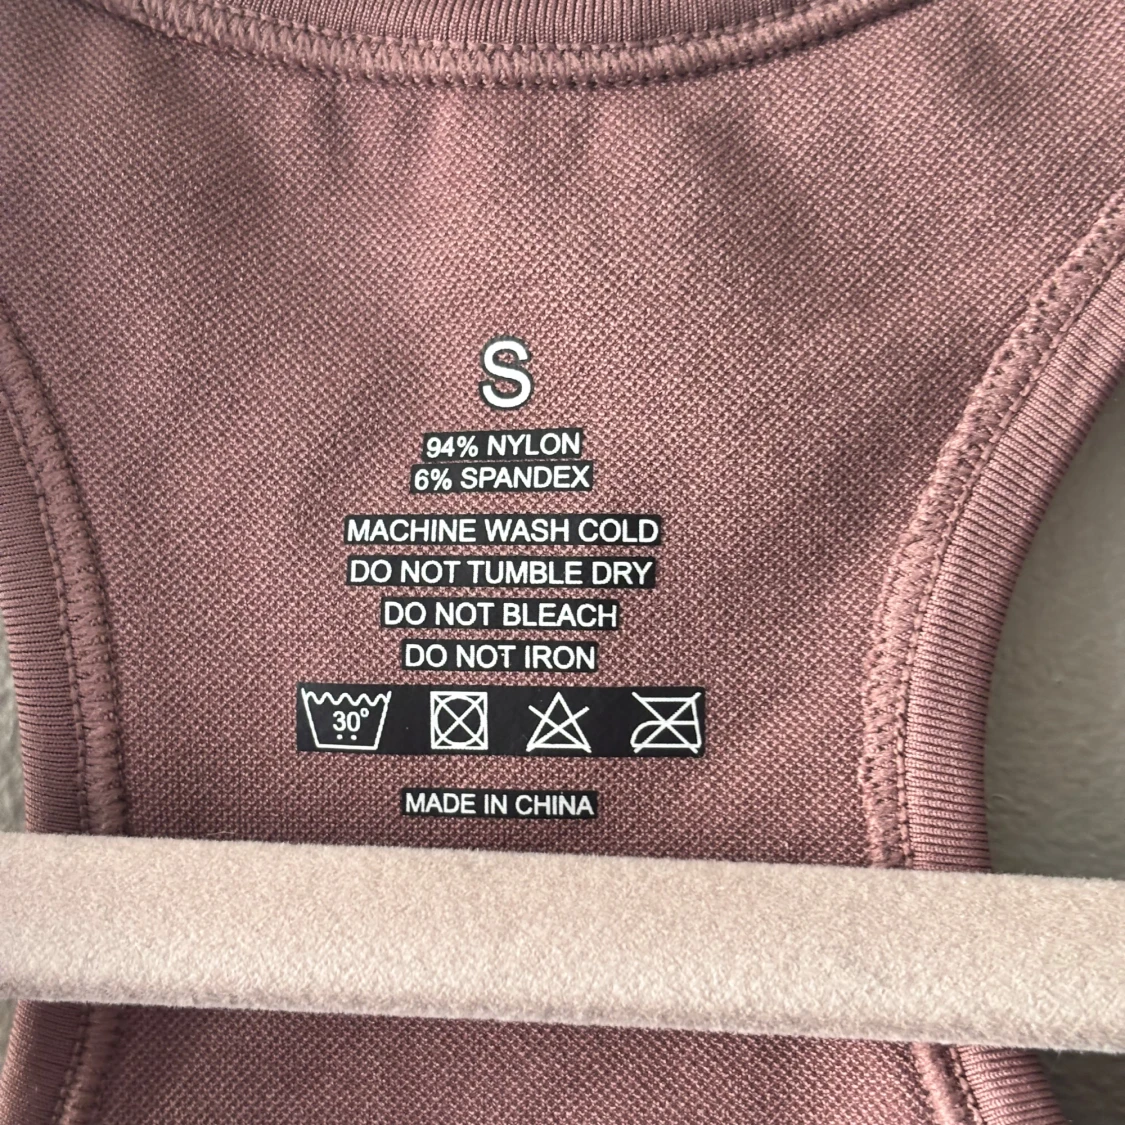 S
94% NYLON
6% SPANDEX
MACHINE WASH COLD
DO NOT TUMBLE DRY
DO NOT BLEACH
DO NOT IRON
30°
MADE IN CHINA